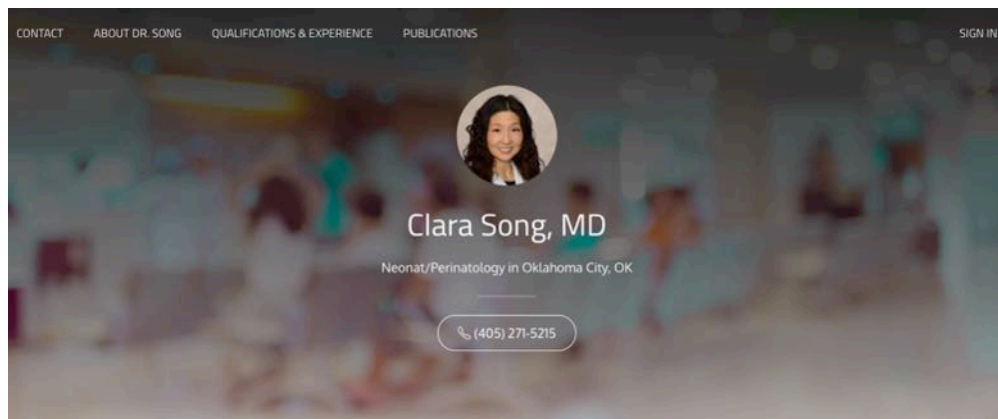 CONTACT ABOUT DR. SONG QUALIFICATIONS & EXPERIENCE PUBLICATIONS SIGN IN
Clara Song, MD
Neonat/Perinatology in Oklahoma City, OK
(405) 271-5215